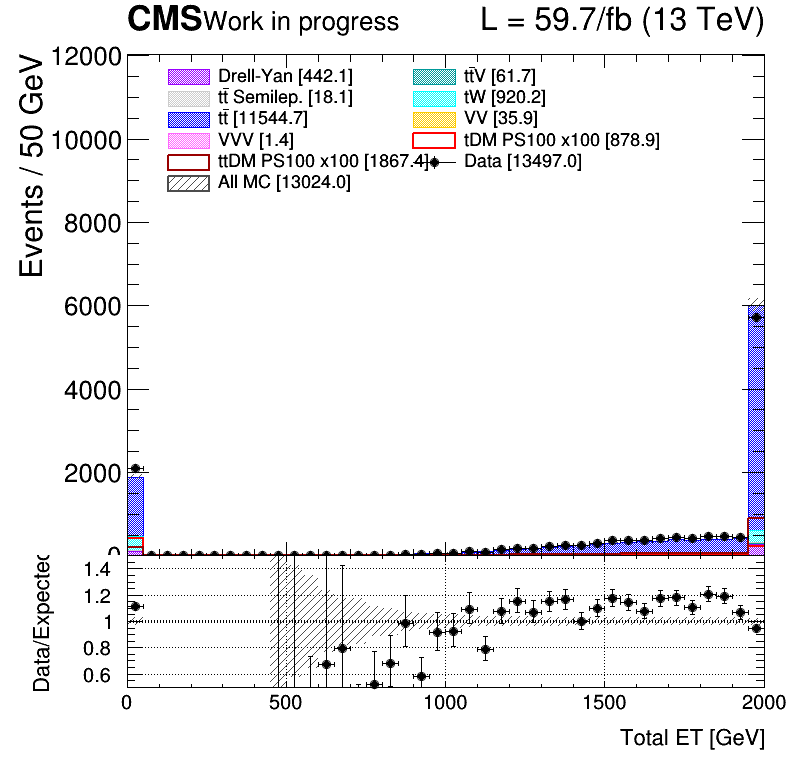 CMS Work in progress L = 59.7/fb (13 TeV)
Events / 50 GeV
12000
10000
8000
6000
4000
2000
0
Drell-Yan [442.1]
tt̄V [61.7]
tt̄ Semilep. [18.1]
tW [920.2]
tt̄ [11544.7]
VV [35.9]
VVV [1.4]
tDM PS100 x100 [878.9]
ttDM PS100 x100 [1867.4]
Data [13497.0]
All MC [13024.0]
Data/Expected
1.4
1.2
1
0.8
0.6
0 500 1000 1500 2000
Total ET [GeV]